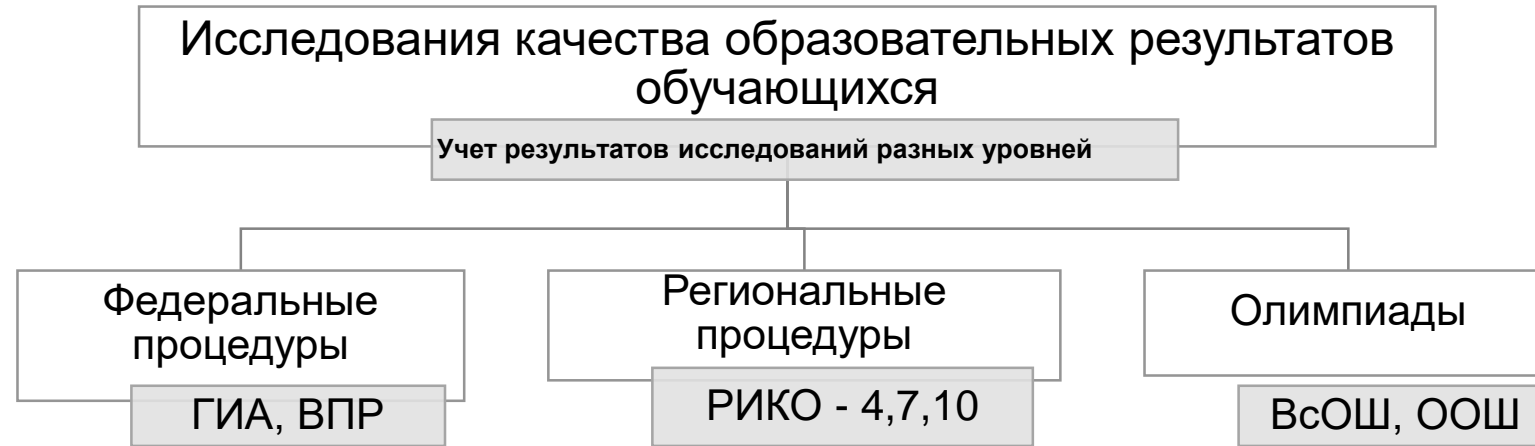 Исследования качества образовательных результатов
обучающихся
Учет результатов исследований разных уровней
Федеральные
процедуры
ГИА, ВПР
Региональные
процедуры
РИКО - 4,7,10
Олимпиады
ВсОШ, ООШ